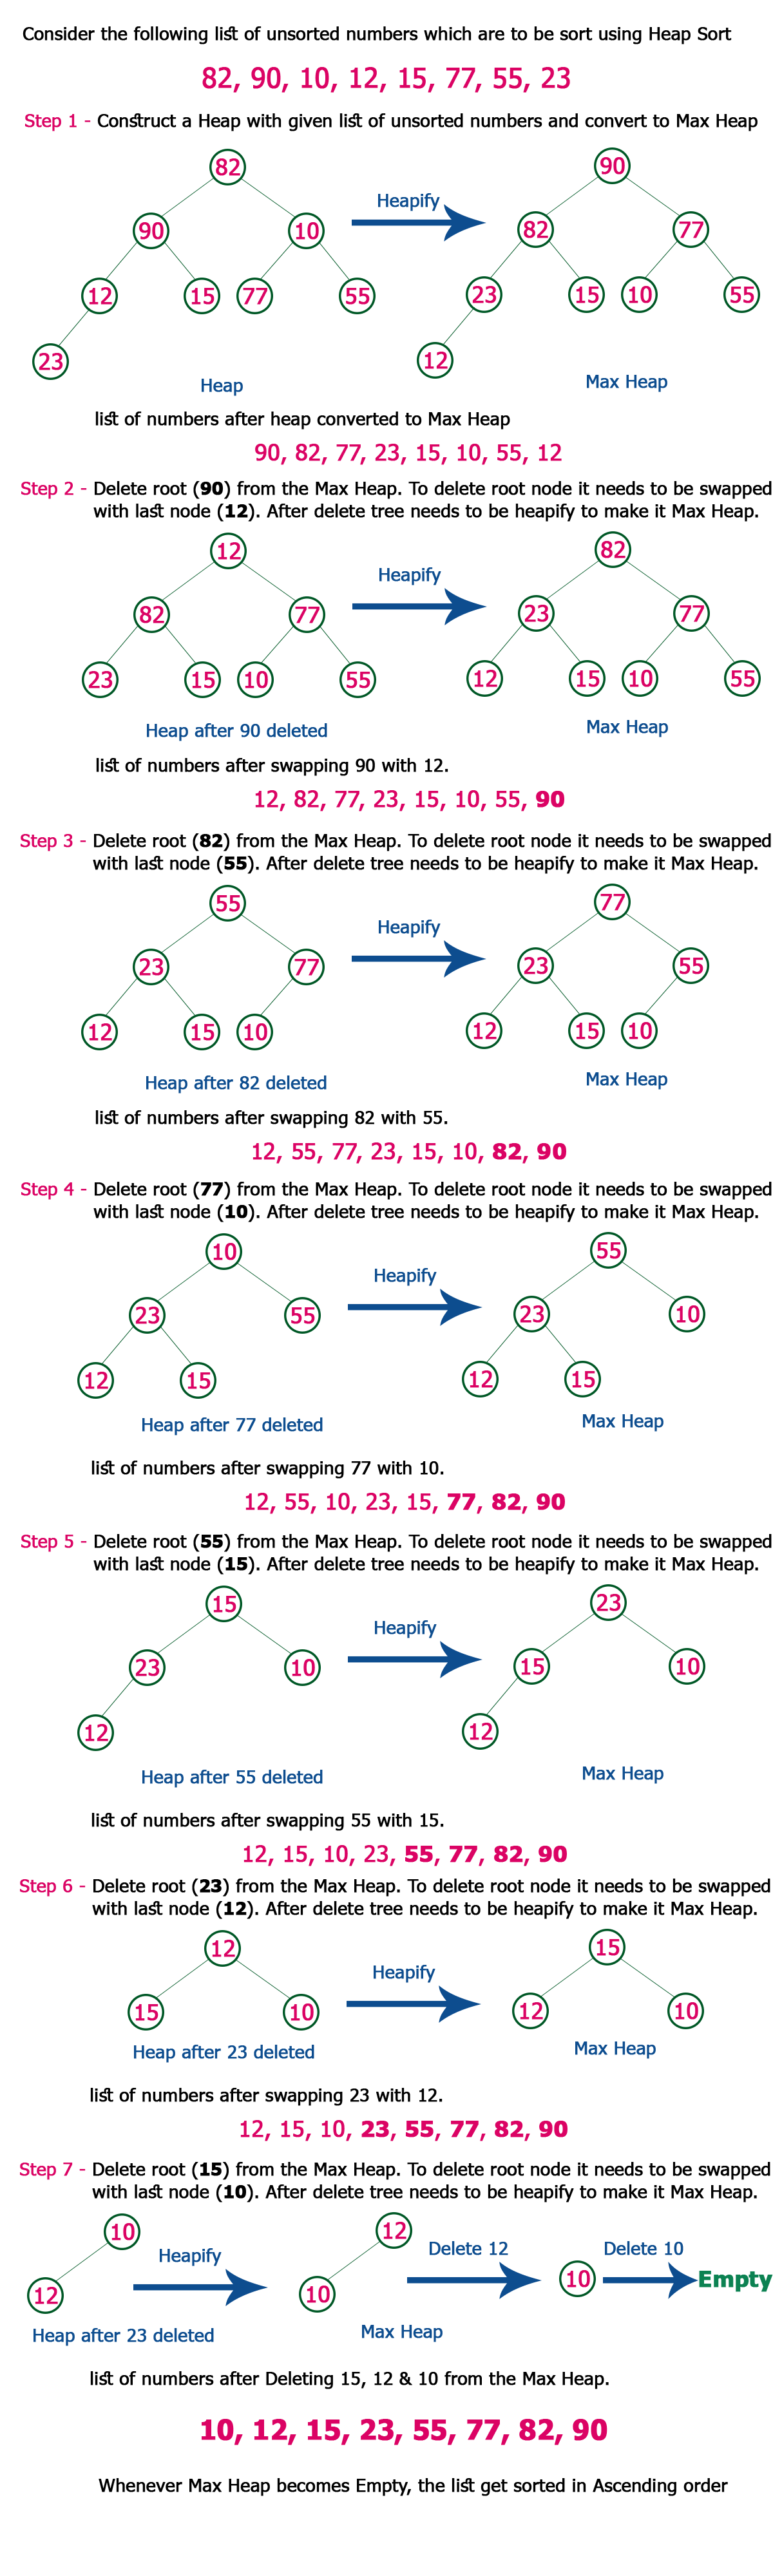 Consider the following list of unsorted numbers which are to be sort using Heap Sort
82, 90, 10, 12, 15, 77, 55, 23
Step 1 - Construct a Heap with given list of unsorted numbers and convert to Max Heap
82
90
90
10
Heapify
82
77
12
15
77
55
23
15
10
55
23
12
Heap
Max Heap
list of numbers after heap converted to Max Heap
90, 82, 77, 23, 15, 10, 55, 12
Step 2 - Delete root (90) from the Max Heap. To delete root node it needs to be swapped
with last node (12). After delete tree needs to be heapify to make it Max Heap.
12
82
Heapify
82
77
23
77
23
15
10
55
12
15
10
55
Heap after 90 deleted
Max Heap
list of numbers after swapping 90 with 12.
12, 82, 77, 23, 15, 10, 55, 90
Step 3 - Delete root (82) from the Max Heap. To delete root node it needs to be swapped
with last node (55). After delete tree needs to be heapify to make it Max Heap.
55
77
Heapify
23
77
23
55
12
15
10
12
15
10
Heap after 82 deleted
Max Heap
list of numbers after swapping 82 with 55.
12, 55, 77, 23, 15, 10, 82, 90
Step 4 - Delete root (77) from the Max Heap. To delete root node it needs to be swapped
with last node (10). After delete tree needs to be heapify to make it Max Heap.
10
55
Heapify
23
55
23
10
12
15
12
15
Heap after 77 deleted
Max Heap
list of numbers after swapping 77 with 10.
12, 55, 10, 23, 15, 77, 82, 90
Step 5 - Delete root (55) from the Max Heap. To delete root node it needs to be swapped
with last node (15). After delete tree needs to be heapify to make it Max Heap.
15
23
Heapify
23
10
15
10
12
12
Heap after 55 deleted
Max Heap
list of numbers after swapping 55 with 15.
12, 15, 10, 23, 55, 77, 82, 90
Step 6 - Delete root (23) from the Max Heap. To delete root node it needs to be swapped
with last node (12). After delete tree needs to be heapify to make it Max Heap.
12
15
Heapify
15
10
12
10
Heap after 23 deleted
Max Heap
list of numbers after swapping 23 with 12.
12, 15, 10, 23, 55, 77, 82, 90
Step 7 - Delete root (15) from the Max Heap. To delete root node it needs to be swapped
with last node (10). After delete tree needs to be heapify to make it Max Heap.
10
12
Heapify
Delete 12
Delete 10
12
10
10
Empty
Heap after 23 deleted
Max Heap
list of numbers after Deleting 15, 12 & 10 from the Max Heap.
10, 12, 15, 23, 55, 77, 82, 90
Whenever Max Heap becomes Empty, the list get sorted in Ascending order